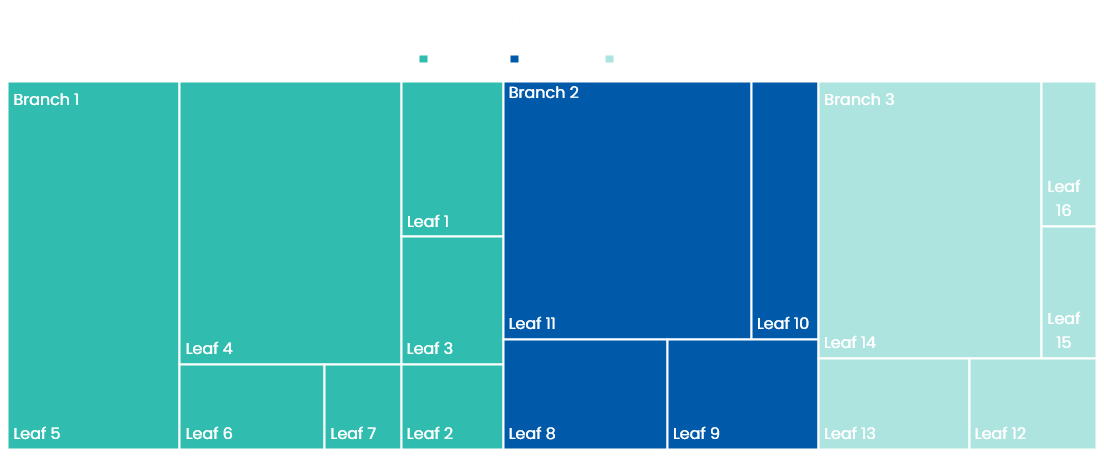 Branch 1
Branch 2
Branch 3
Leaf 1
Leaf 16
Leaf 11
Leaf 10
Leaf 4
Leaf 3
Leaf 14
Leaf 15
Leaf 5
Leaf 6
Leaf 7
Leaf 2
Leaf 8
Leaf 9
Leaf 13
Leaf 12